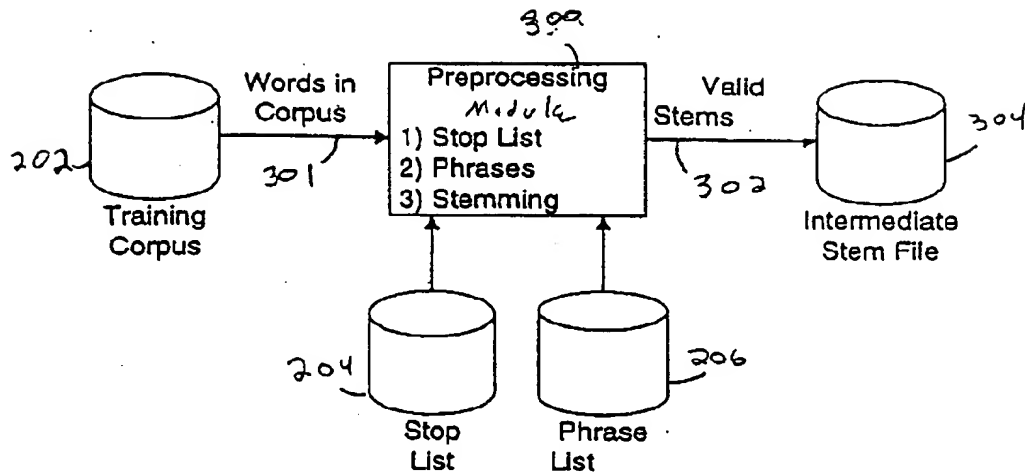 300
Words in
Corpus
Preprocessing
Module
1) Stop List
2) Phrases
3) Stemming
Valid
Stems
202
301
302
304
Training
Corpus
Intermediate
Stem File
204
206
Stop
List
Phrase
List